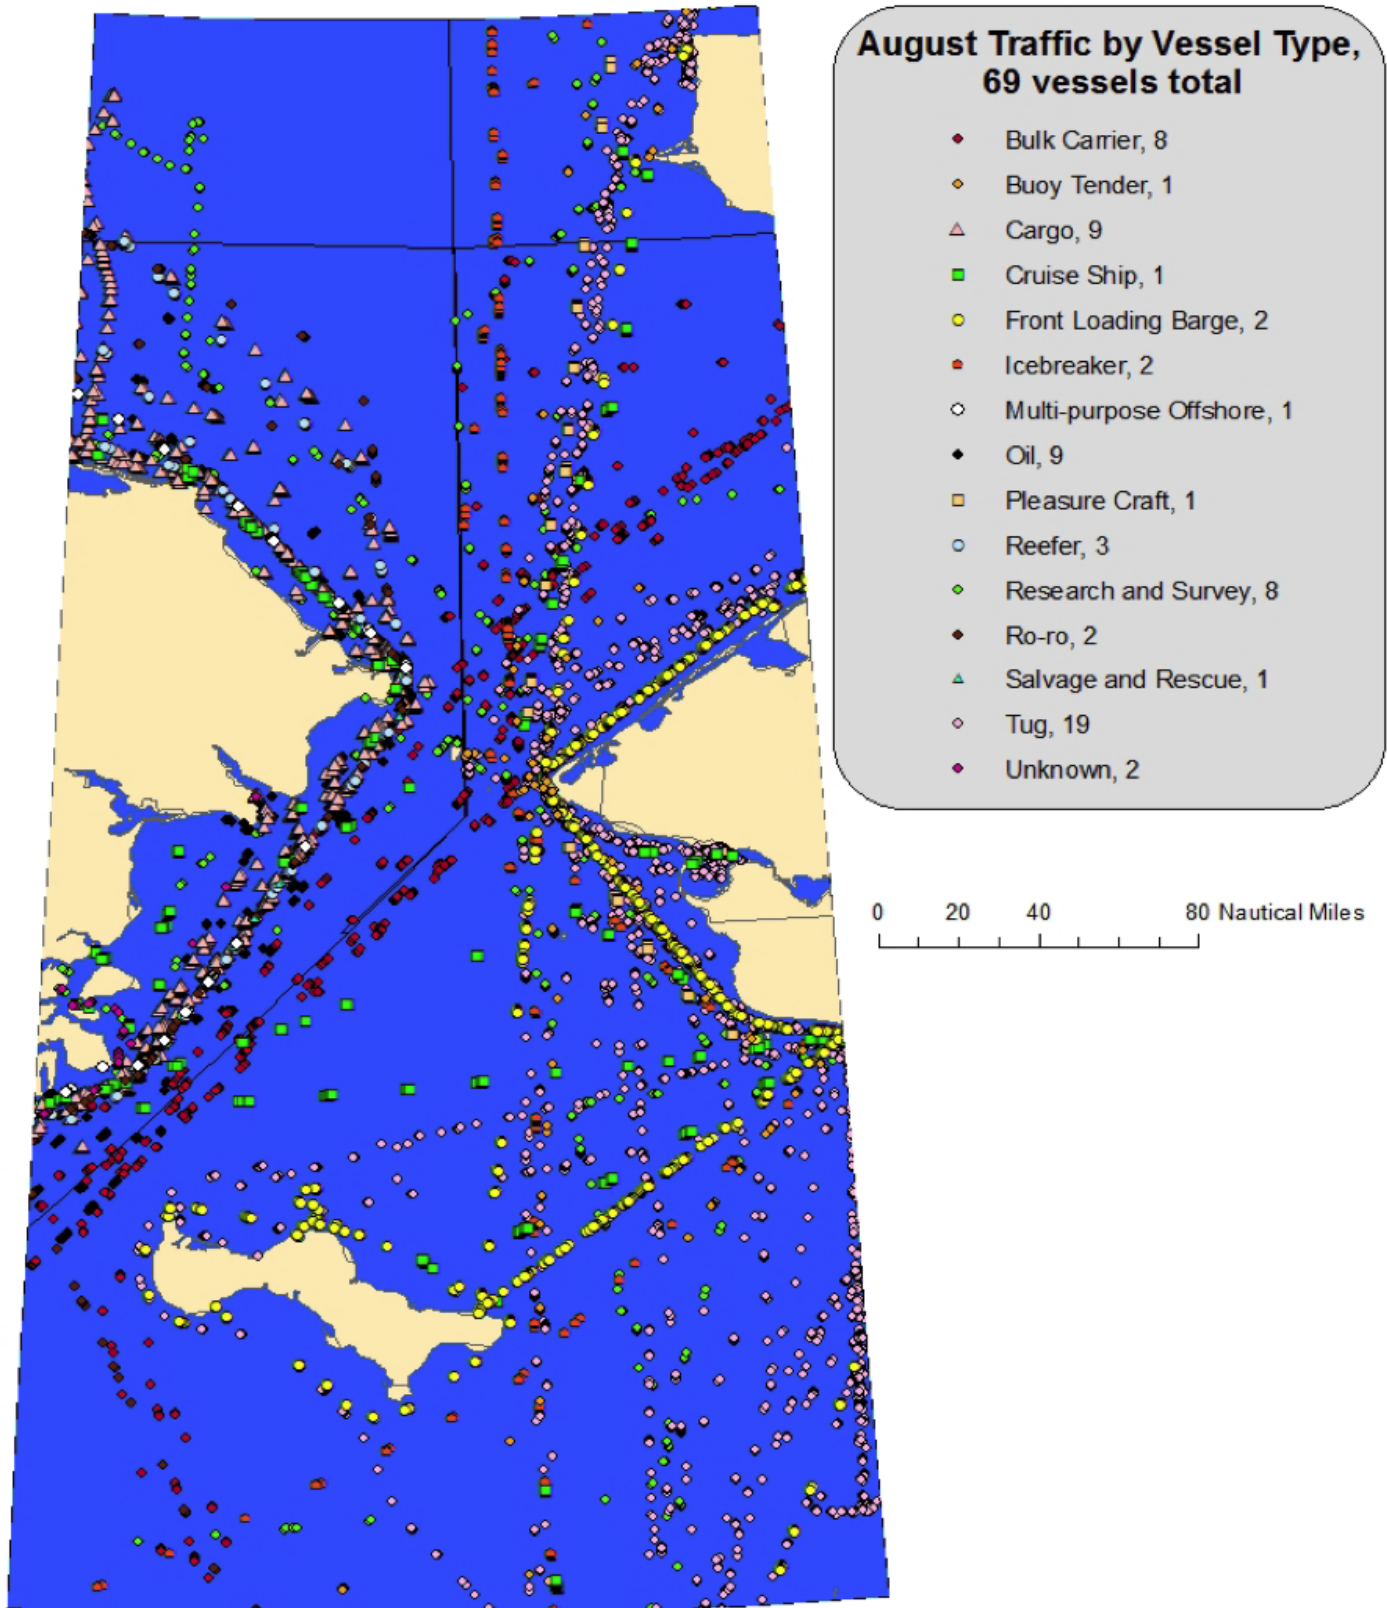 August Traffic by Vessel Type,
69 vessels total
Bulk Carrier, 8
Buoy Tender, 1
Cargo, 9
Cruise Ship, 1
Front Loading Barge, 2
Icebreaker, 2
Multi-purpose Offshore, 1
Oil, 9
Pleasure Craft, 1
Reefer, 3
Research and Survey, 8
Ro-ro, 2
Salvage and Rescue, 1
Tug, 19
Unknown, 2
0 20 40 80 Nautical Miles